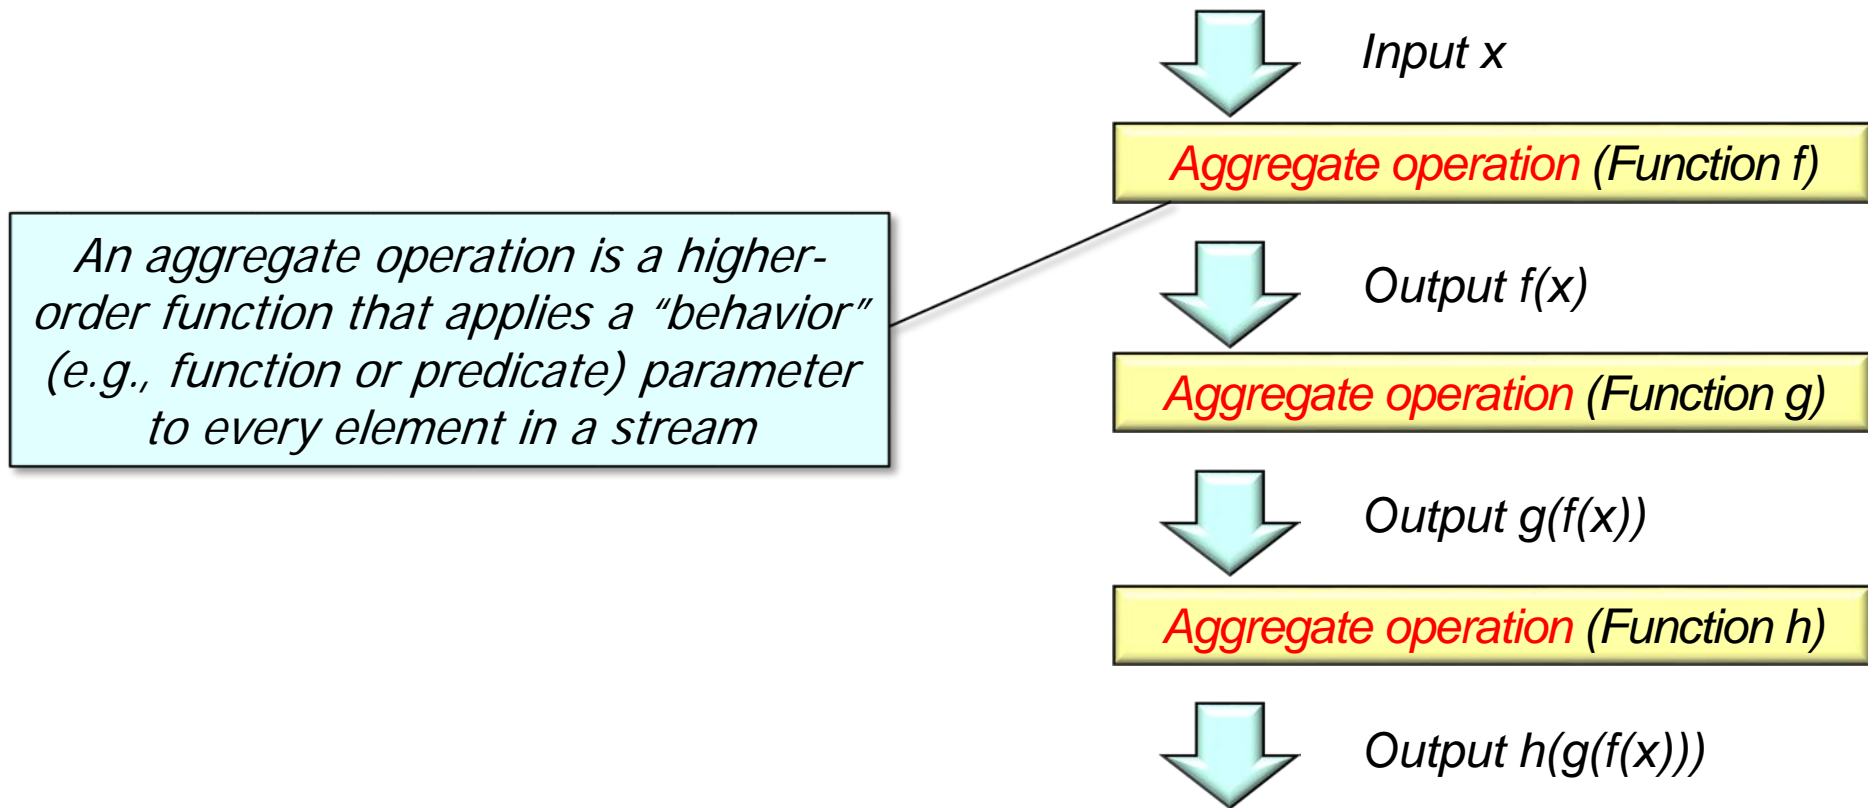 Input x
Aggregate operation (Function f)
An aggregate operation is a higher-
order function that applies a “behavior”
(e.g., function or predicate) parameter
to every element in a stream
Output f(x)
Aggregate operation (Function g)
Output g(f(x))
Aggregate operation (Function h)
Output h(g(f(x)))